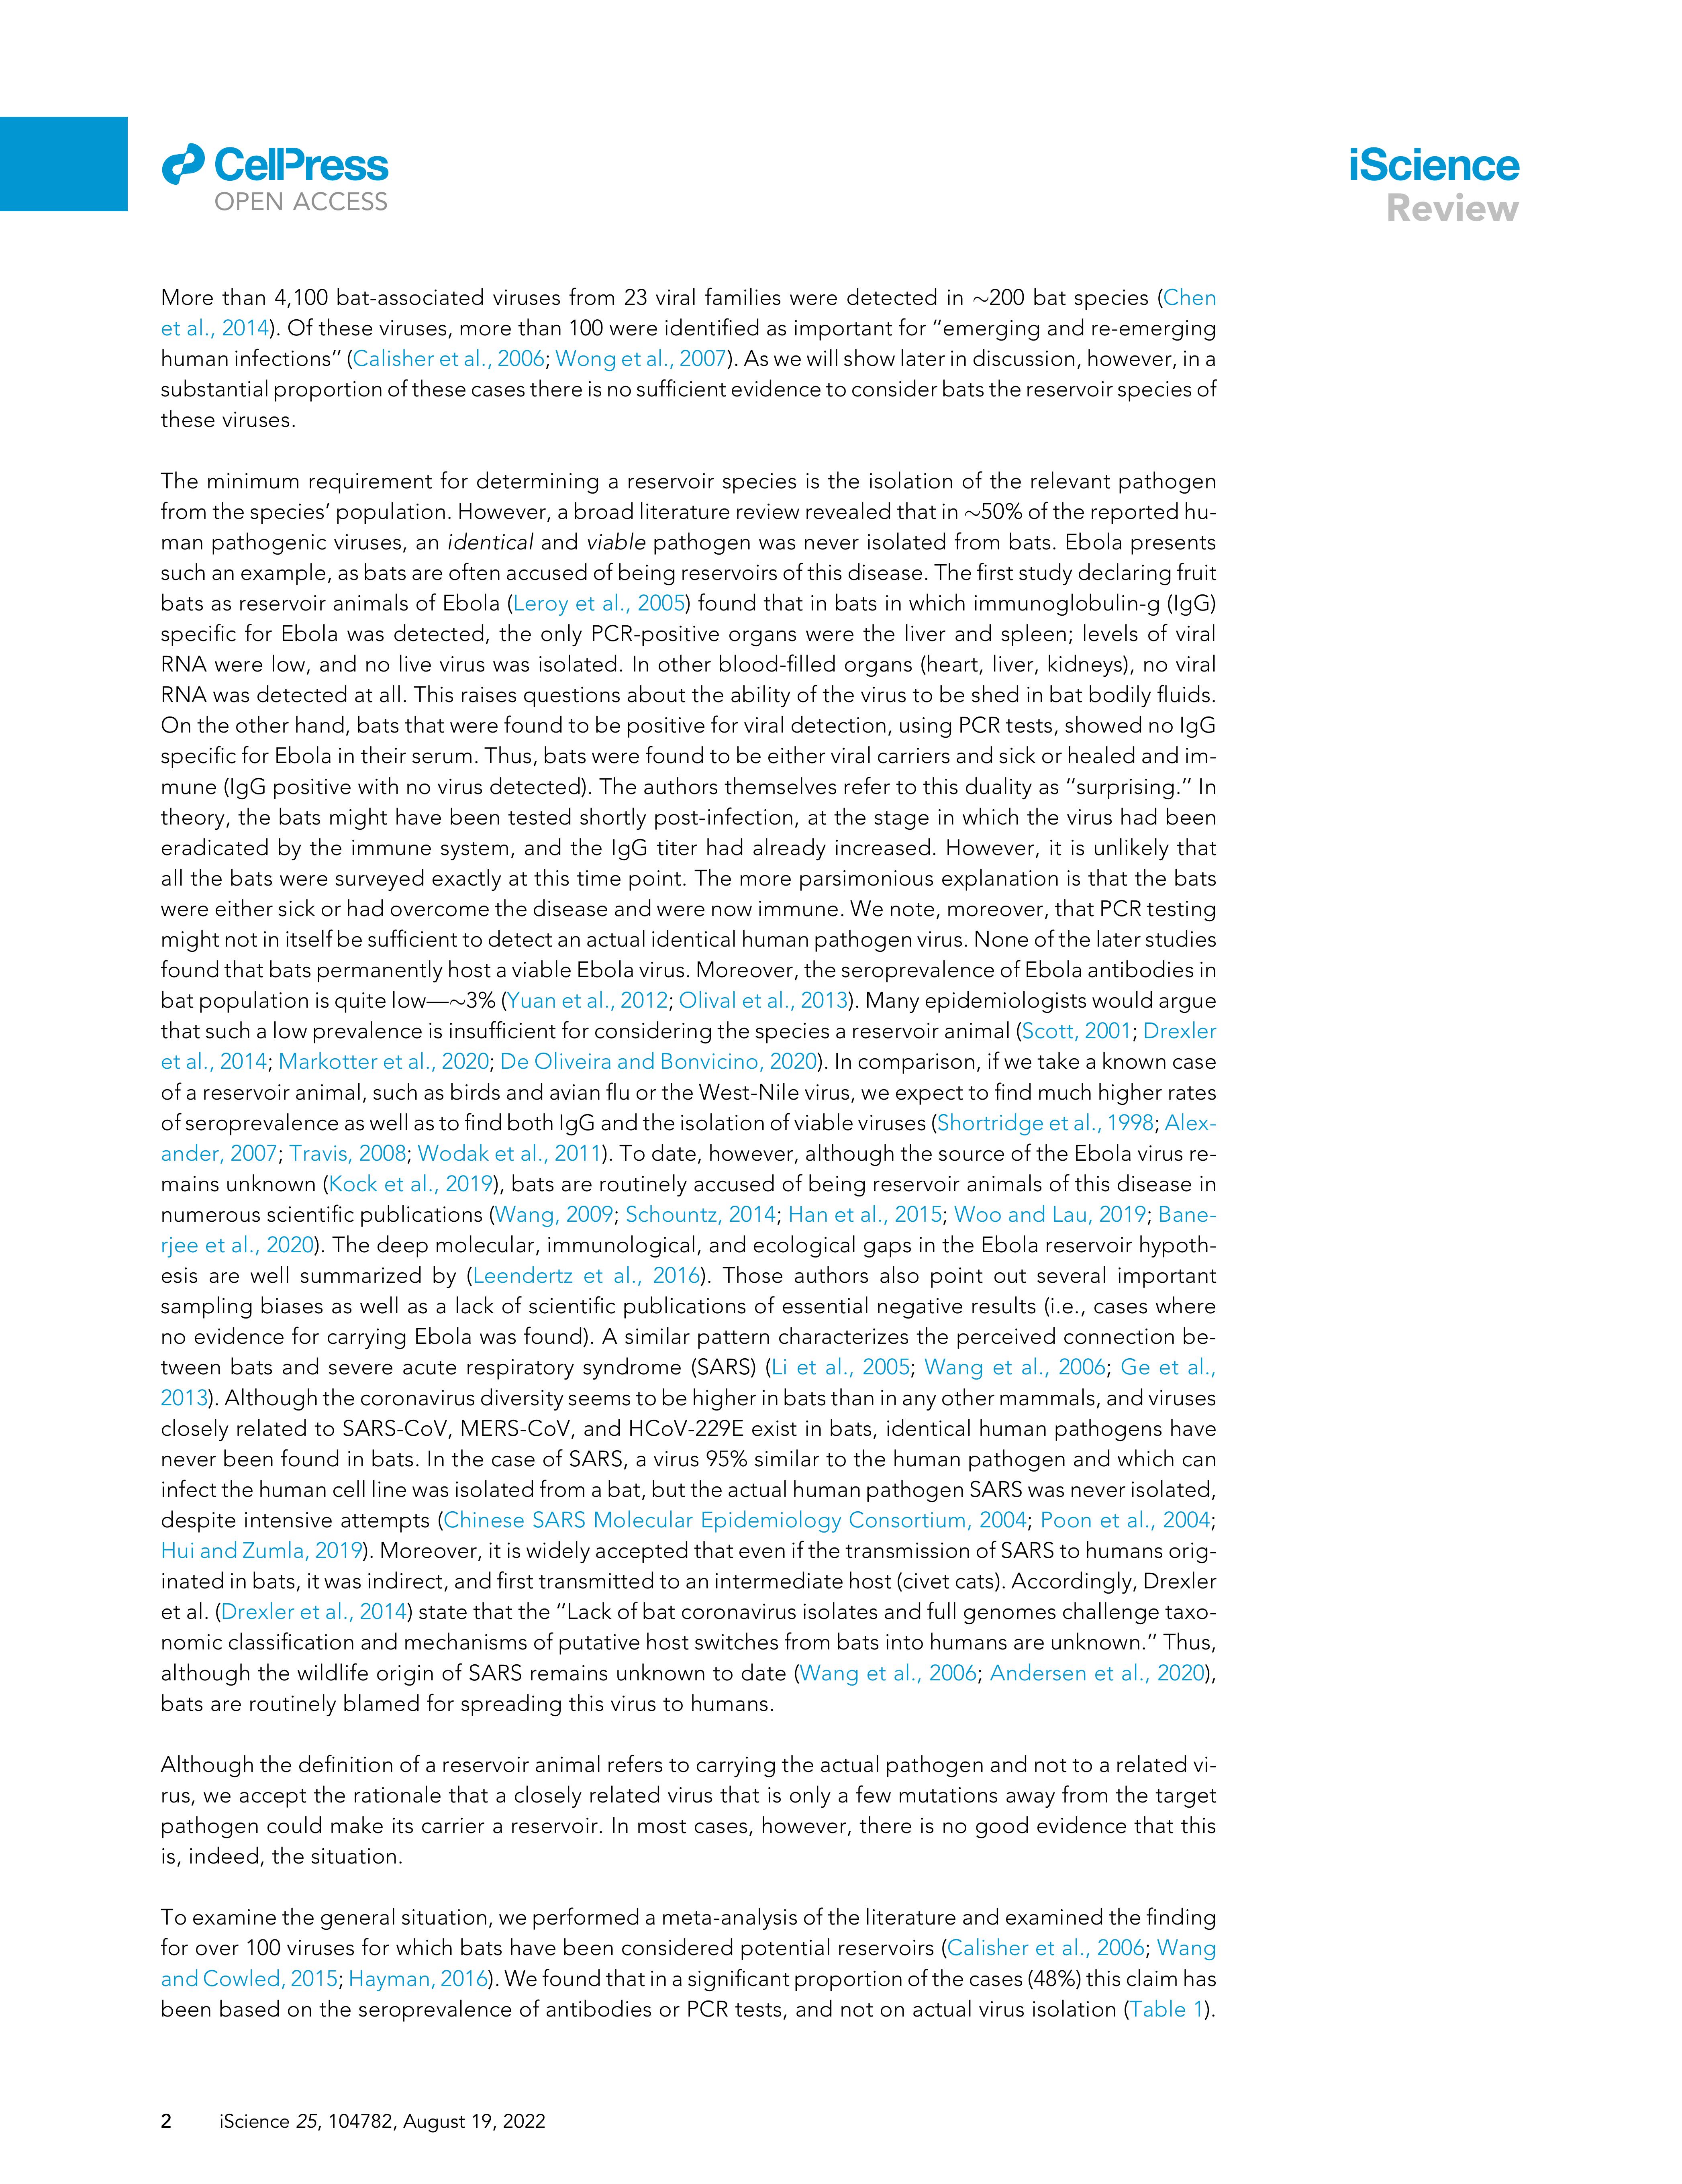 CellPress
OPEN ACCESS
iScience
Review
More than 4,100 bat-associated viruses from 23 viral families were detected in ~200 bat species (Chen
et al., 2014). Of these viruses, more than 100 were identified as important for “emerging and re-emerging
human infections” (Calisher et al., 2006; Wong et al., 2007). As we will show later in discussion, however, in a
substantial proportion of these cases there is no sufficient evidence to consider bats the reservoir species of
these viruses.
The minimum requirement for determining a reservoir species is the isolation of the relevant pathogen
from the species’ population. However, a broad literature review revealed that in ~50% of the reported hu-
man pathogenic viruses, an identical and viable pathogen was never isolated from bats. Ebola presents
such an example, as bats are often accused of being reservoirs of this disease. The first study declaring fruit
bats as reservoir animals of Ebola (Leroy et al., 2005) found that in bats in which immunoglobulin-g (IgG)
specific for Ebola was detected, the only PCR-positive organs were the liver and spleen; levels of viral
RNA were low, and no live virus was isolated. In other blood-filled organs (heart, liver, kidneys), no viral
RNA was detected at all. This raises questions about the ability of the virus to be shed in bat bodily fluids.
On the other hand, bats that were found to be positive for viral detection, using PCR tests, showed no IgG
specific for Ebola in their serum. Thus, bats were found to be either viral carriers and sick or healed and im-
mune (IgG positive with no virus detected). The authors themselves refer to this duality as “surprising.” In
theory, the bats might have been tested shortly post-infection, at the stage in which the virus had been
eradicated by the immune system, and the IgG titer had already increased. However, it is unlikely that
all the bats were surveyed exactly at this time point. The more parsimonious explanation is that the bats
were either sick or had overcome the disease and were now immune. We note, moreover, that PCR testing
might not in itself be sufficient to detect an actual identical human pathogen virus. None of the later studies
found that bats permanently host a viable Ebola virus. Moreover, the seroprevalence of Ebola antibodies in
bat population is quite low—~3% (Yuan et al., 2012; Olival et al., 2013). Many epidemiologists would argue
that such a low prevalence is insufficient for considering the species a reservoir animal (Scott, 2001; Drexler
et al., 2014; Markotter et al., 2020; De Oliveira and Bonvicino, 2020). In comparison, if we take a known case
of a reservoir animal, such as birds and avian flu or the West-Nile virus, we expect to find much higher rates
of seroprevalence as well as to find both IgG and the isolation of viable viruses (Shortridge et al., 1998; Alex-
ander, 2007; Travis, 2008; Wodak et al., 2011). To date, however, although the source of the Ebola virus re-
mains unknown (Kock et al., 2019), bats are routinely accused of being reservoir animals of this disease in
numerous scientific publications (Wang, 2009; Schountz, 2014; Han et al., 2015; Woo and Lau, 2019; Bane-
rjee et al., 2020). The deep molecular, immunological, and ecological gaps in the Ebola reservoir hypoth-
esis are well summarized by (Leendertz et al., 2016). Those authors also point out several important
sampling biases as well as a lack of scientific publications of essential negative results (i.e., cases where
no evidence for carrying Ebola was found). A similar pattern characterizes the perceived connection be-
tween bats and severe acute respiratory syndrome (SARS) (Li et al., 2005; Wang et al., 2006; Ge et al.,
2013). Although the coronavirus diversity seems to be higher in bats than in any other mammals, and viruses
closely related to SARS-CoV, MERS-CoV, and HCoV-229E exist in bats, identical human pathogens have
never been found in bats. In the case of SARS, a virus 95% similar to the human pathogen and which can
infect the human cell line was isolated from a bat, but the actual human pathogen SARS was never isolated,
despite intensive attempts (Chinese SARS Molecular Epidemiology Consortium, 2004; Poon et al., 2004;
Hui and Zumla, 2019). Moreover, it is widely accepted that even if the transmission of SARS to humans orig-
inated in bats, it was indirect, and first transmitted to an intermediate host (civet cats). Accordingly, Drexler
et al. (Drexler et al., 2014) state that the “Lack of bat coronavirus isolates and full genomes challenge taxo-
nomic classification and mechanisms of putative host switches from bats into humans are unknown.” Thus,
although the wildlife origin of SARS remains unknown to date (Wang et al., 2006; Andersen et al., 2020),
bats are routinely blamed for spreading this virus to humans.
Although the definition of a reservoir animal refers to carrying the actual pathogen and not to a related vi-
rus, we accept the rationale that a closely related virus that is only a few mutations away from the target
pathogen could make its carrier a reservoir. In most cases, however, there is no good evidence that this
is, indeed, the situation.
To examine the general situation, we performed a meta-analysis of the literature and examined the finding
for over 100 viruses for which bats have been considered potential reservoirs (Calisher et al., 2006; Wang
and Cowled, 2015; Hayman, 2016). We found that in a significant proportion of the cases (48%) this claim has
been based on the seroprevalence of antibodies or PCR tests, and not on actual virus isolation (Table 1).
2 iScience 25, 104782, August 19, 2022